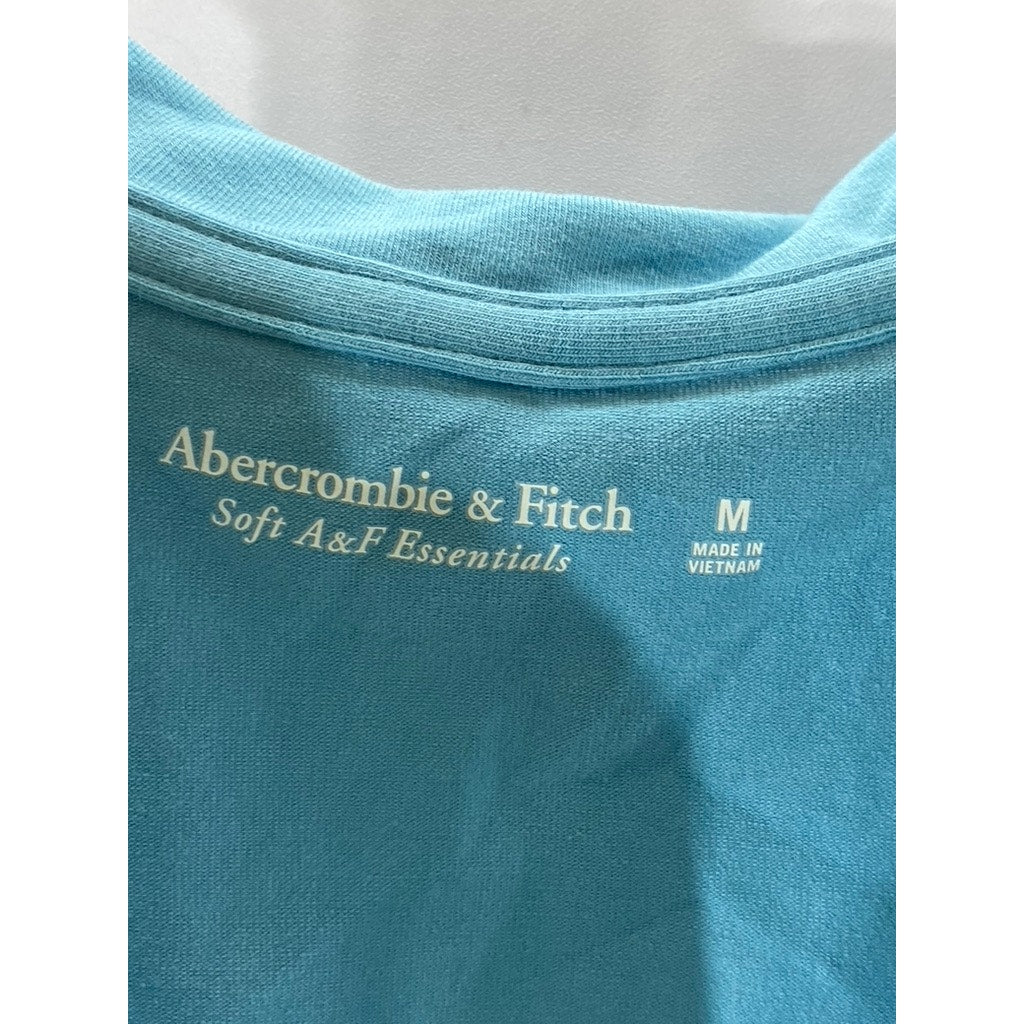 Abercrombie & Fitch
Soft A&F Essentials
M
MADE IN
VIETNAM